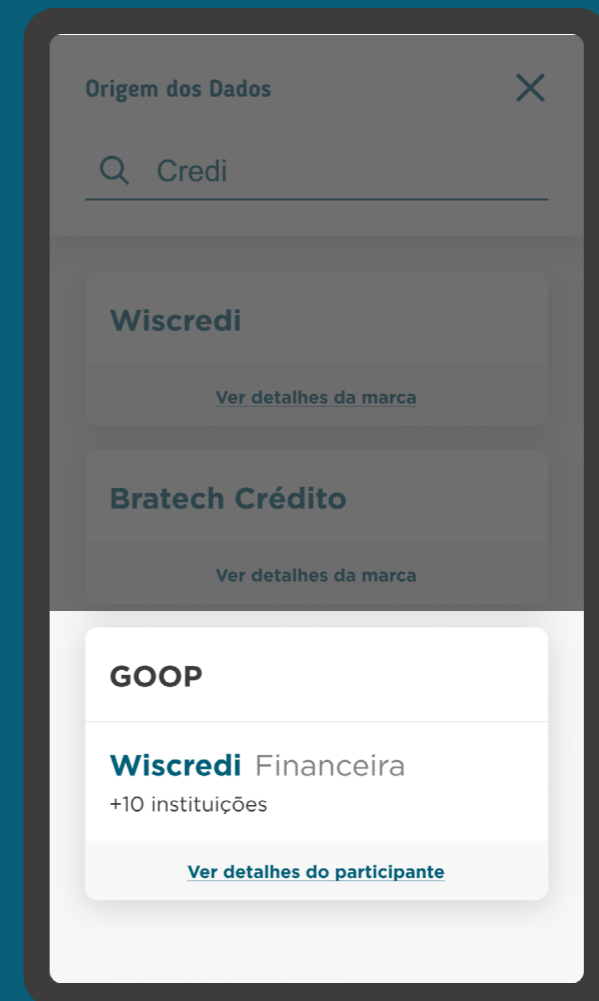 Origem dos Dados
Credi
Wiscredi
Ver detalhes da marca
Bratech Crédito
Ver detalhes da marca
GOOP
Wiscredi Financeira
+10 instituições
Ver detalhes do participante